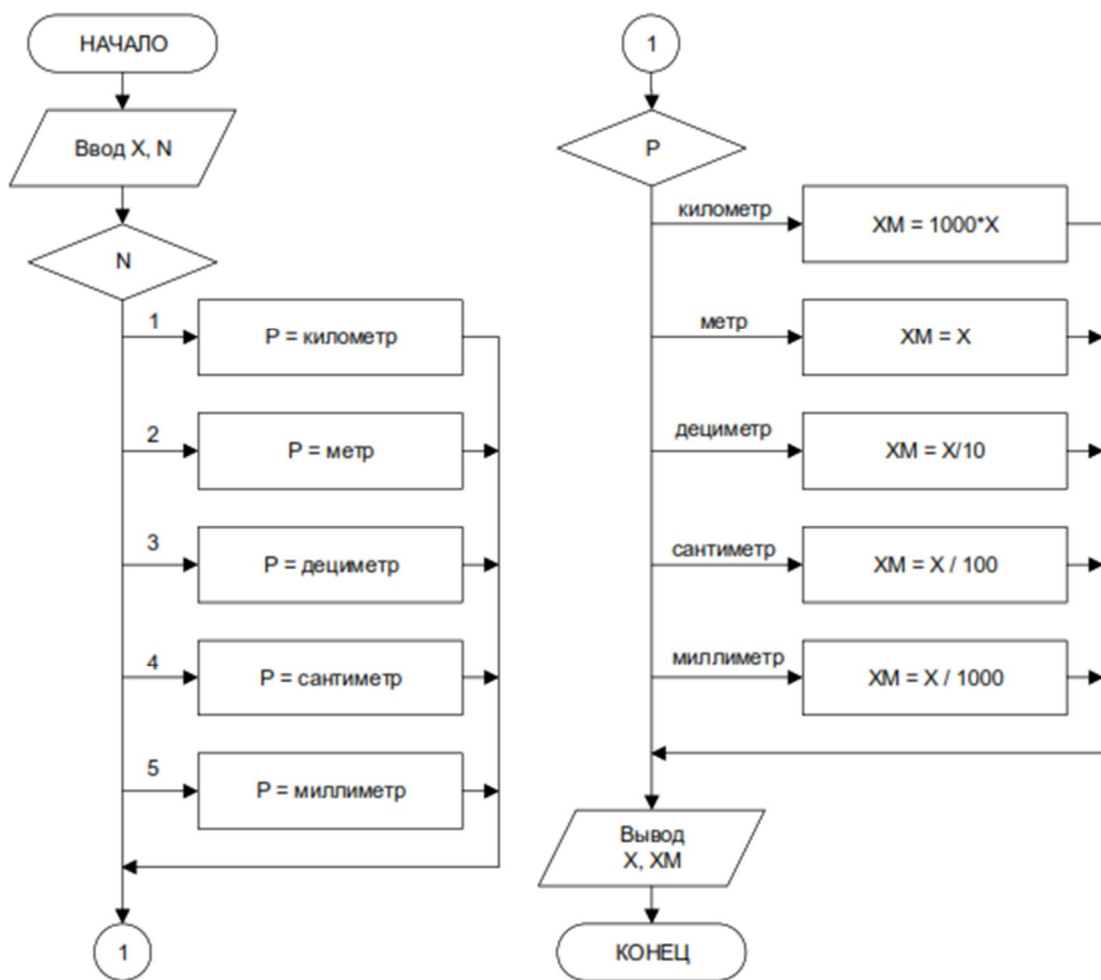 НАЧАЛО
Ввод X, N
N
1
P = километр
2
P = метр
3
P = дециметр
4
P = сантиметр
5
P = миллиметр
1
1
P
километр
XM = 1000*X
метр
XM = X
дециметр
XM = X/10
сантиметр
XM = X / 100
миллиметр
XM = X / 1000
Вывод
X, XM
КОНЕЦ